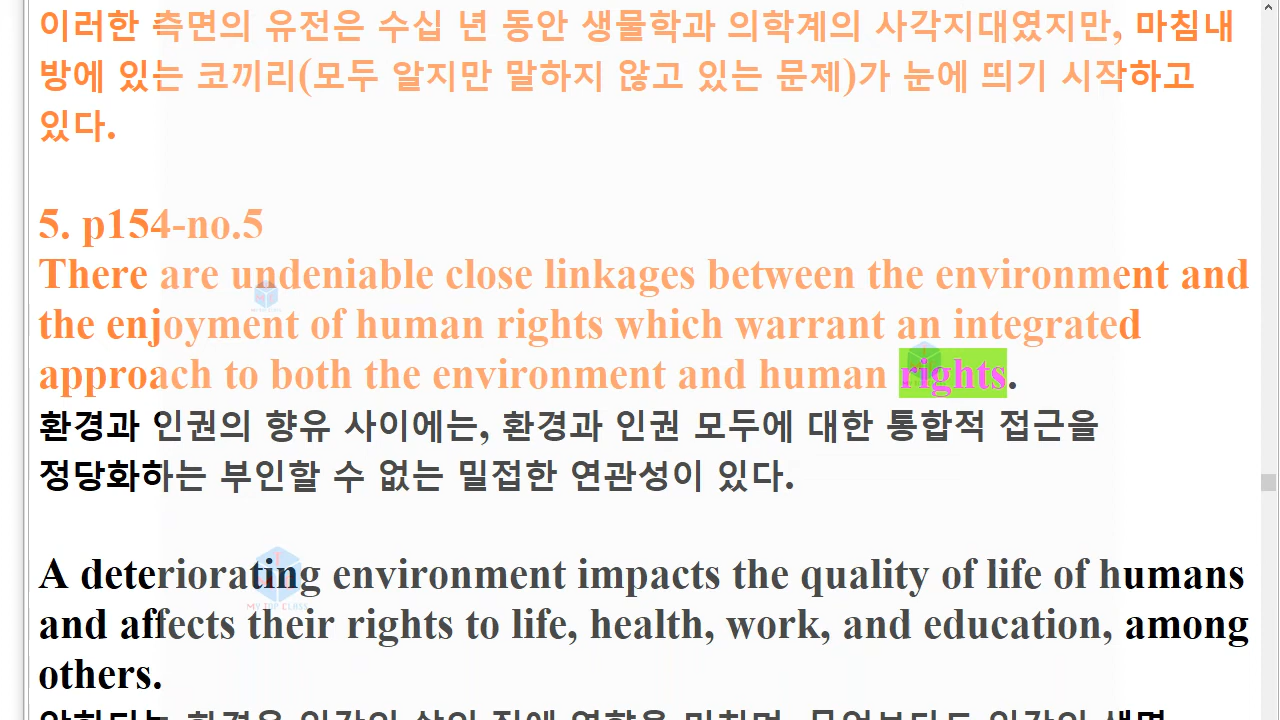 이러한 측면의 유전은 수십 년 동안 생물학과 의학계의 사각지대였지만, 마침내
방에 있는 코끼리(모두 알지만 말하지 않고 있는 문제)가 눈에 띄기 시작하고
있다.
5. p154-no.5
There are undeniable close linkages between the environment and
the enjoyment of human rights which warrant an integrated
approach to both the environment and human rights.
환경과 인권의 향유 사이에는, 환경과 인권 모두에 대한 통합적 접근을
정당화하는 부인할 수 없는 밀접한 연관성이 있다.
A deteriorating environment impacts the quality of life of humans
MY TOP CLASS
and affects their rights to life, health, work, and education, among
others.